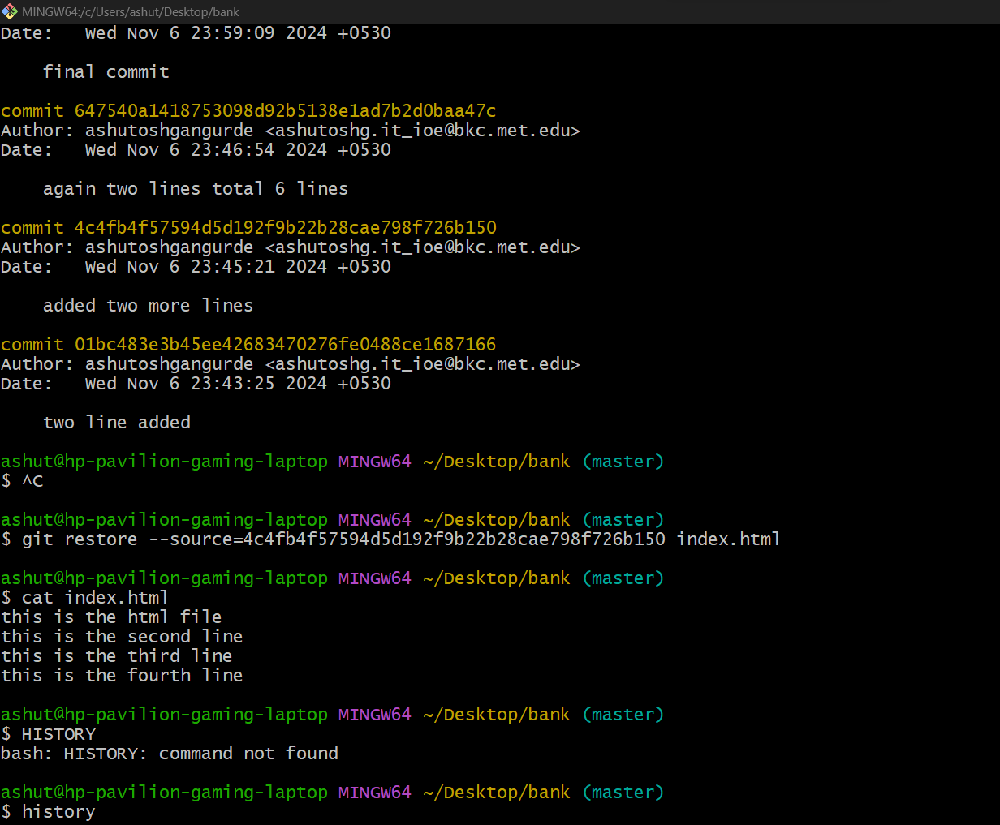 MINGW64:/c/Users/ashut/Desktop/bank
Date:   Wed Nov 6 23:59:09 2024 +0530
    final commit
commit 647540a1418753098d92b5138e1ad7b2d0baa47c
Author: ashutoshgangurde <ashutoshg.it_ioe@bkc.met.edu>
Date:   Wed Nov 6 23:46:54 2024 +0530
    again two lines total 6 lines
commit 4c4fb4f57594d5d192f9b22b28cae798f726b150
Author: ashutoshgangurde <ashutoshg.it_ioe@bkc.met.edu>
Date:   Wed Nov 6 23:45:21 2024 +0530
    added two more lines
commit 01bc483e3b45ee42683470276fe0488ce1687166
Author: ashutoshgangurde <ashutoshg.it_ioe@bkc.met.edu>
Date:   Wed Nov 6 23:43:25 2024 +0530
    two line added
ashut@hp-pavilion-gaming-laptop MINGW64 ~/Desktop/bank (master)
$ ^C
ashut@hp-pavilion-gaming-laptop MINGW64 ~/Desktop/bank (master)
$ git restore --source=4c4fb4f57594d5d192f9b22b28cae798f726b150 index.html
ashut@hp-pavilion-gaming-laptop MINGW64 ~/Desktop/bank (master)
$ cat index.html
this is the html file
this is the second line
this is the third line
this is the fourth line
ashut@hp-pavilion-gaming-laptop MINGW64 ~/Desktop/bank (master)
$ HISTORY
bash: HISTORY: command not found
ashut@hp-pavilion-gaming-laptop MINGW64 ~/Desktop/bank (master)
$ history